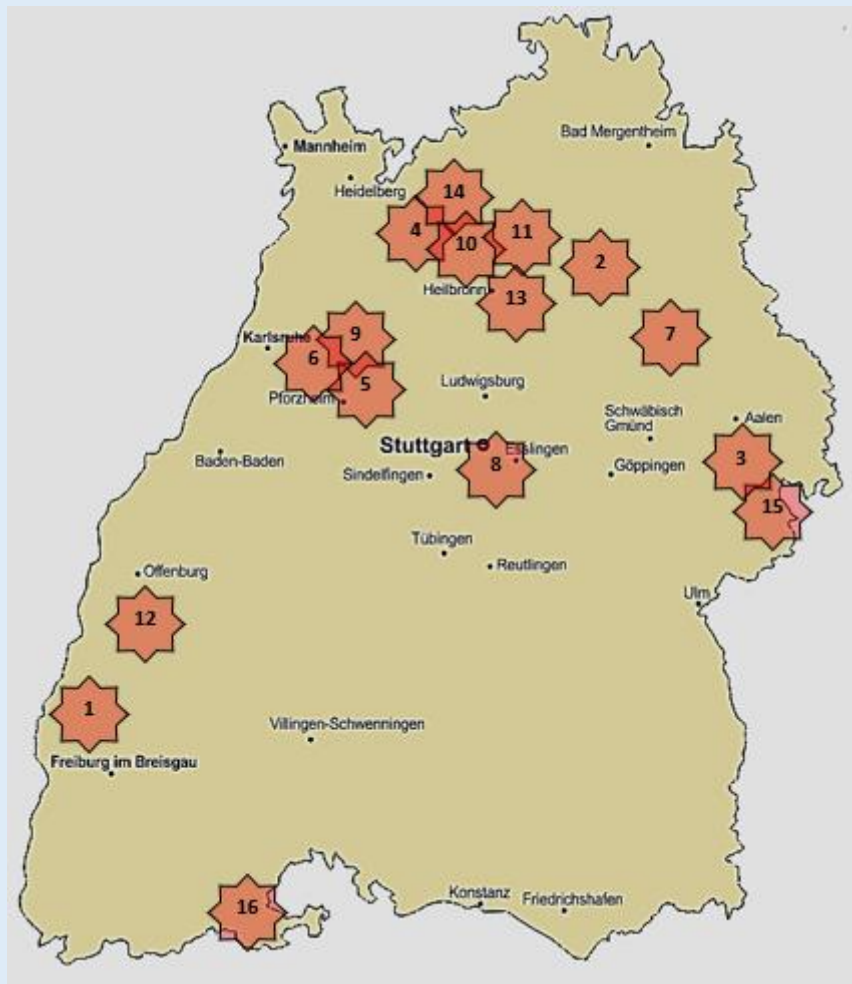 Bad Mergentheim
Mannheim
Heidelberg
14
4
11
10
2
Heilbronn
13
9
7
Karlsruhe
6
5
Ludwigsburg
Pforzheim
Schwäbisch
Gmünd
Aalen
Stuttgart
Esslingen
8
3
Baden-Baden
Sindelfingen
Göppingen
15
Tübingen
Reutlingen
Offenburg
Ulm
12
1
Villingen-Schwenningen
Freiburg im Breisgau
Konstanz
Friedrichshafen
16